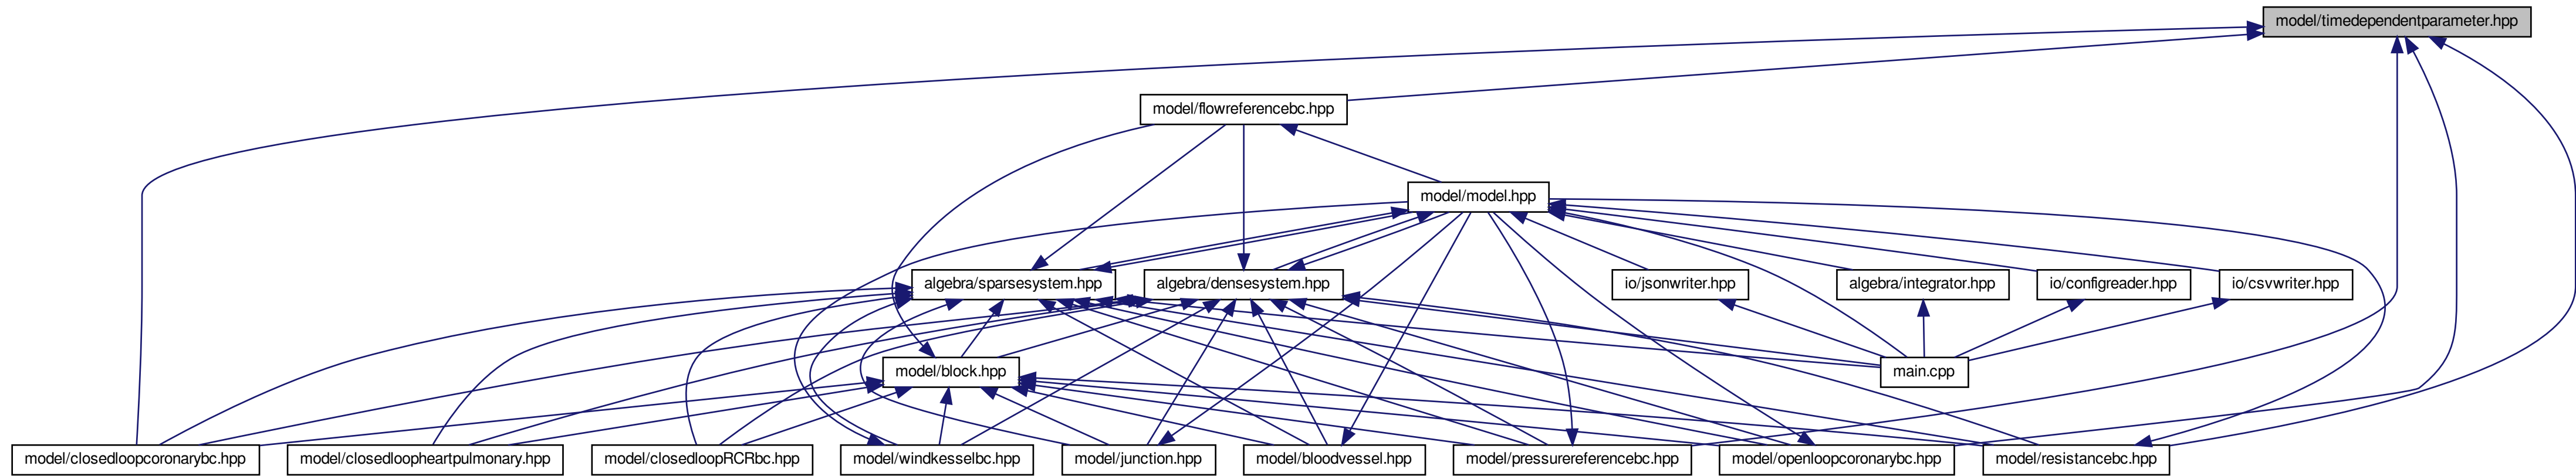 model/timedependentparameter.hpp
model/flowreferencebc.hpp
model/model.hpp
algebra/sparsesystem.hpp
algebra/densesystem.hpp
io/jsonwriter.hpp
algebra/integrator.hpp
io/configreader.hpp
io/csvwriter.hpp
model/block.hpp
main.cpp
model/closedloopcoronarybc.hpp
model/closedloopheartpulmonary.hpp
model/closedloopRCRbc.hpp
model/windkesselbc.hpp
model/junction.hpp
model/bloodvessel.hpp
model/pressurereferencebc.hpp
model/openloopcoronarybc.hpp
model/resistancebc.hpp